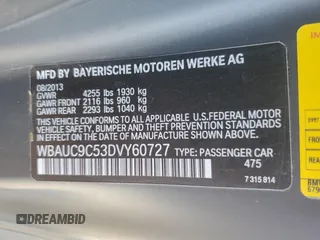 MFD BY BAYERISCHE MOTOREN WERKE AG
08/2013
GVWR 4255 lbs 1930 kg
GAWR FRONT 2116 lbs 960 kg
GAWR REAR 2293 lbs 1040 kg
THIS VEHICLE CONFORMS TO ALL APPLICABLE U.S. FEDERAL MOTOR VEHICLE
SAFETY, BUMPER, AND THEFT PREVENTION STANDARDS IN EFFECT ON THE
DATE OF MANUFACTURE SHOWN ABOVE.
WBAUC9C53DVY60727 TYPE: PASSENGER CAR
475
7 315 814
DREAMBID